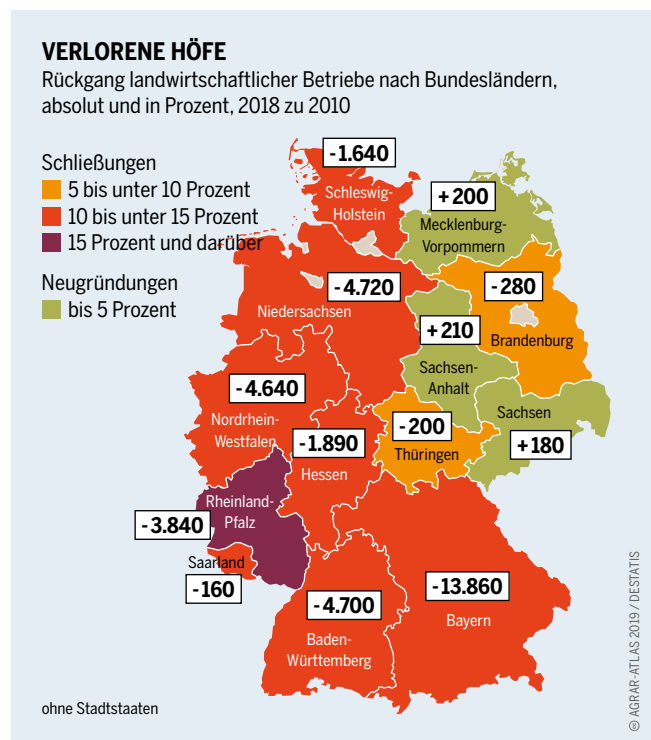 VERLORENE HÖFE
Rückgang landwirtschaftlicher Betriebe nach Bundesländern,
absolut und in Prozent, 2018 zu 2010
Schließungen
5 bis unter 10 Prozent
10 bis unter 15 Prozent
15 Prozent und darüber
Neugründungen
bis 5 Prozent
-1.640
Schleswig-
Holstein
+200
Mecklenburg-
Vorpommern
-4.720
Niedersachsen
-280
Brandenburg
+210
Sachsen-
Anhalt
-4.640
Nordrhein-
Westfalen
-1.890
Hessen
-200
Thüringen
Sachsen
+180
Rheinland-
Pfalz
-3.840
Saarland
-160
-4.700
Baden-
Württemberg
-13.860
Bayern
ohne Stadtstaaten
© AGRAR-ATLAS 2019 / DESTATIS